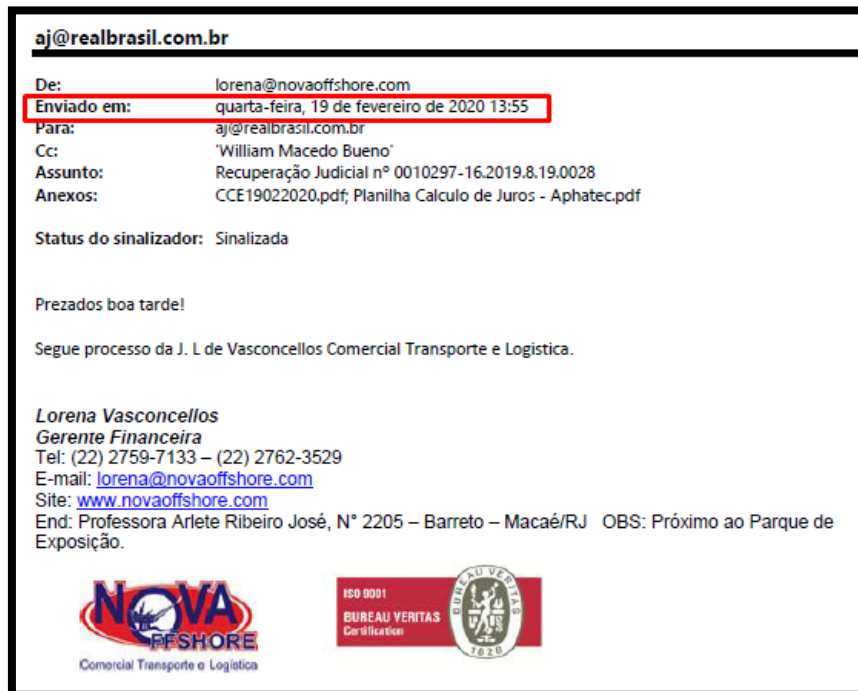 aj@realbrasil.com.br
De: lorena@novaoffshore.com
Enviado em: quarta-feira, 19 de fevereiro de 2020 13:55
Para: aj@realbrasil.com.br
Cc: 'William Macedo Bueno'
Assunto: Recuperação Judicial nº 0010297-16.2019.8.19.0028
Anexos: CCE19022020.pdf; Planilha Calculo de Juros - Aphatec.pdf
Status do sinalizador: Sinalizada
Prezados boa tarde!
Segue processo da J. L de Vasconcellos Comercial Transporte e Logistica.
Lorena Vasconcellos
Gerente Financeira
Tel: (22) 2759-7133 – (22) 2762-3529
E-mail: lorena@novaoffshore.com
Site: www.novaoffshore.com
End: Professora Arlete Ribeiro José, N° 2205 – Barreto – Macaé/RJ OBS: Próximo ao Parque de
Exposição.
NOVA
OFFSHORE
Comercial Transporte e Logística
ISO 9001
BUREAU VERITAS
Certification
BUREAU VERITAS
1828